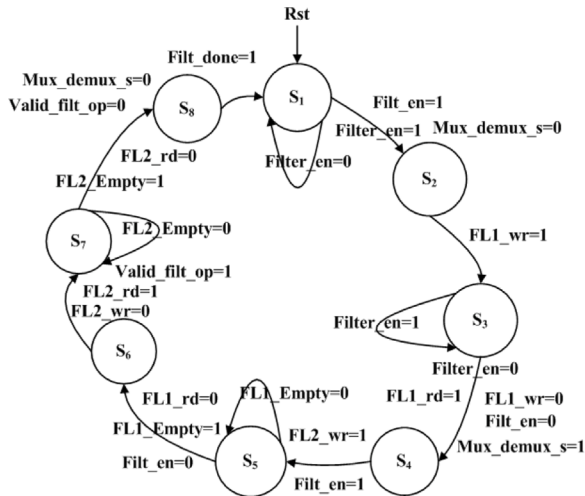 Rst
Filt_done=1
Mux_demux_s=0
Valid_filt_op=0
S8
S1
Filt_en=1
Filter_en=1
Mux_demux_s=0
Filter_en=0
S2
FL2_rd=0
FL2_Empty=1
FL2_Empty=0
S7
FL1_wr=1
Valid_filt_op=1
FL2_rd=1
FL2_wr=0
S3
Filter_en=1
S6
Filter_en=0
FL1_rd=0
FL1_Empty=0
FL1_rd=1
FL1_wr=0
Filt_en=0
FL1_Empty=1
FL2_wr=1
Mux_demux_s=1
Filt_en=0
S5
S4
Filt_en=1